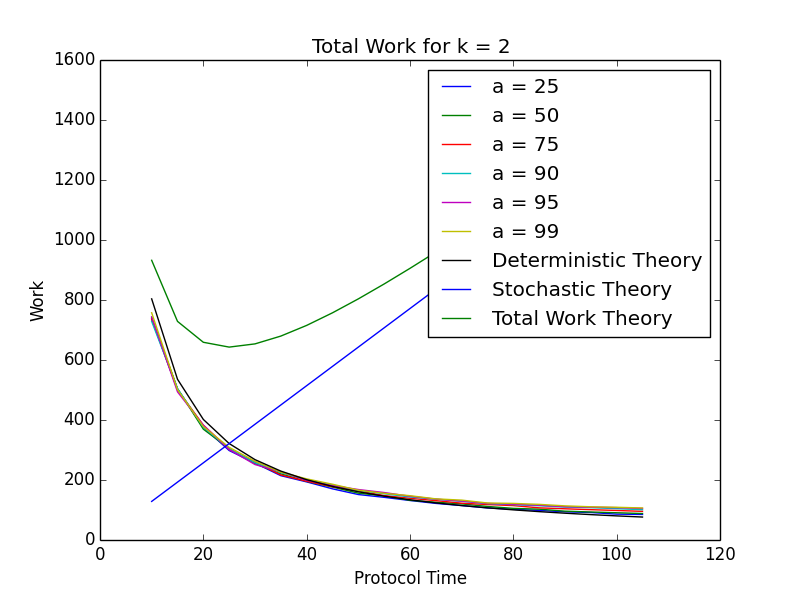 Total Work for k = 2
1600
1400
1200
1000
800
600
400
200
0
Work
a = 25
a = 50
a = 75
a = 90
a = 95
a = 99
Deterministic Theory
Stochastic Theory
Total Work Theory
0 20 40 60 80 100 120
Protocol Time